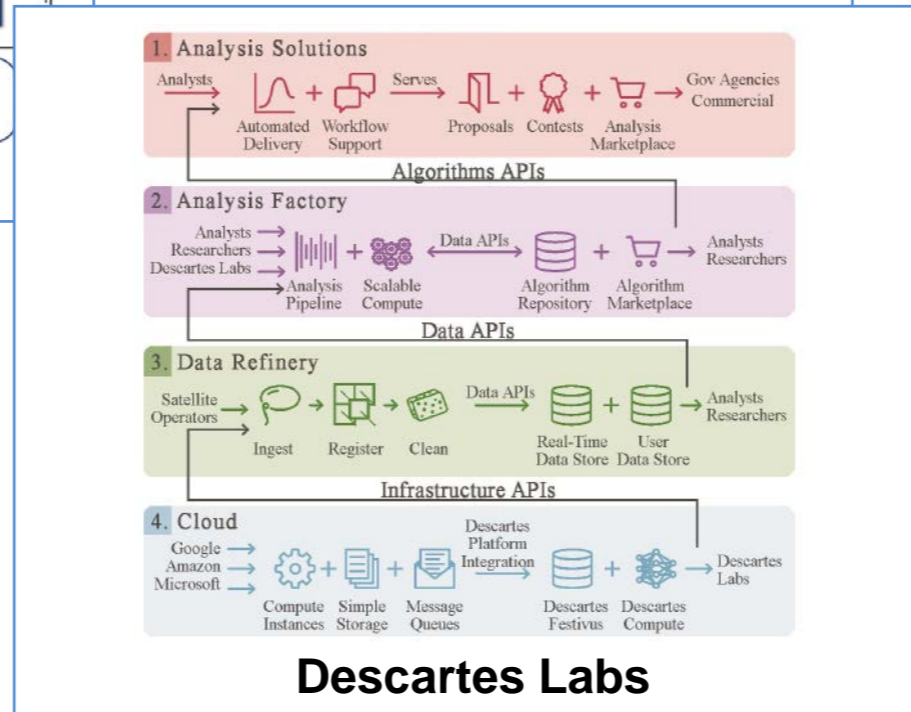 1. Analysis Solutions
Analysts
Serves
Gov Agencies
Commercial
Automated
Delivery
Workflow
Support
Proposals
Contests
Analysis
Marketplace
Algorithms APIs
2. Analysis Factory
Analysts
Researchers
Descartes Labs
Data APIs
Analysts
Researchers
Analysis
Pipeline
Scalable
Compute
Algorithm
Repository
Algorithm
Marketplace
Data APIs
3. Data Refinery
Satellite
Operators
Data APIs
Analysts
Researchers
Ingest
Register
Clean
Real-Time
Data Store
User
Data Store
Infrastructure APIs
4. Cloud
Google
Amazon
Microsoft
Descartes
Platform
Integration
Descartes
Labs
Compute
Instances
Simple
Storage
Message
Queues
Descartes
Festivus
Descartes
Compute
Descartes Labs